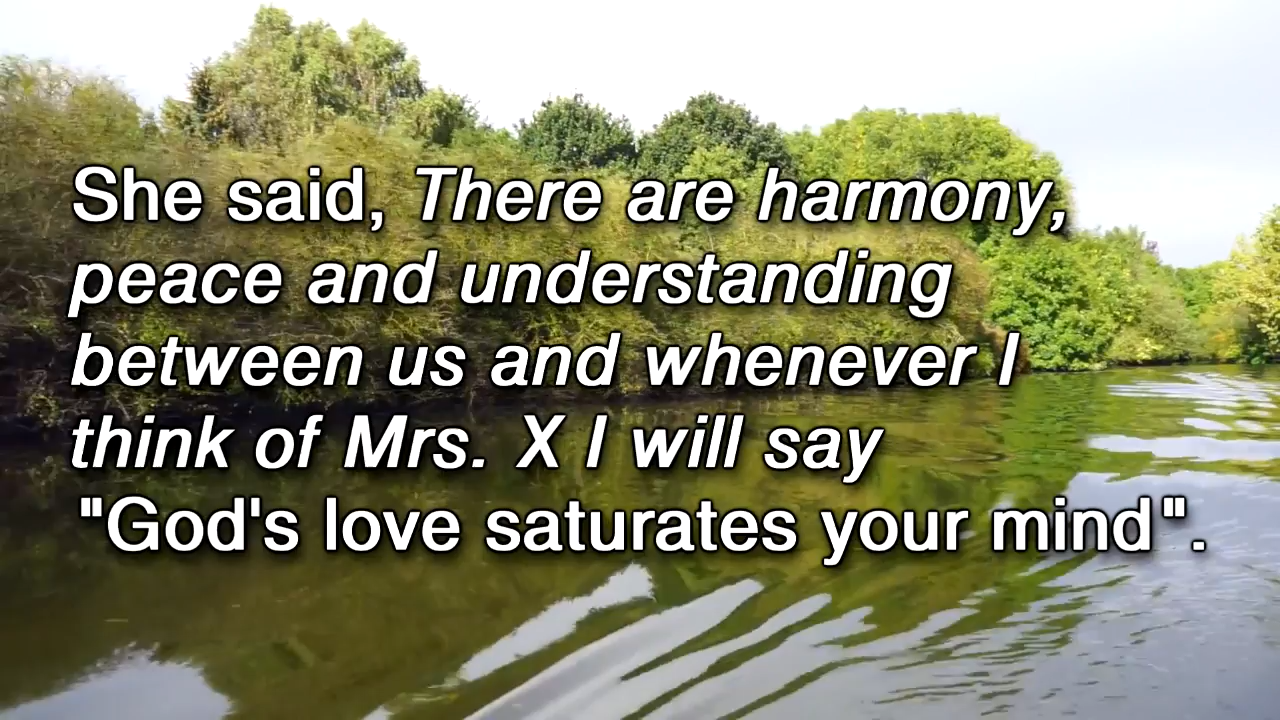 She said, There are harmony,
peace and understanding
between us and whenever I
think of Mrs. X I will say
"God's love saturates your mind".